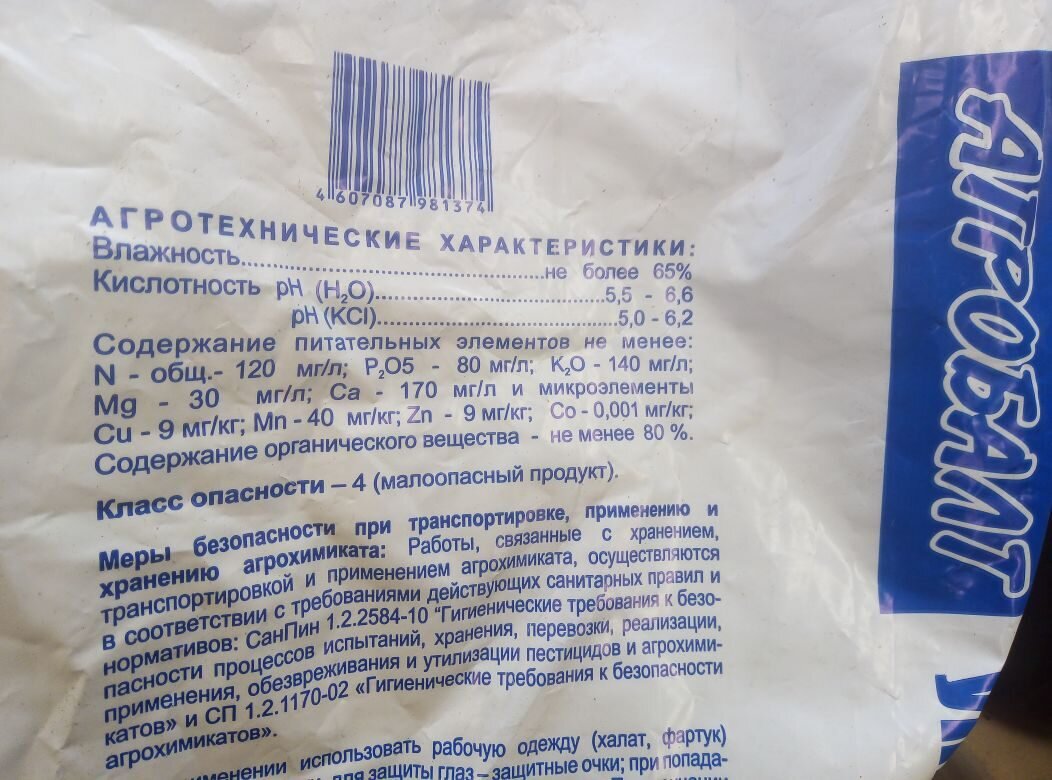 4 607087 981374
АГРОТЕХНИЧЕСКИЕ ХАРАКТЕРИСТИКИ:
Влажность..........................................не более 65%
Кислотность pH (H₂O)..............................5,5 - 6,6
pH (KCl)...............................5,0 - 6,2
Содержание питательных элементов не менее:
N - общ.- 120 мг/л; P₂O5 - 80 мг/л; K₂O - 140 мг/л;
Mg - 30 мг/л; Ca - 170 мг/л и микроэлементы
Cu - 9 мг/кг; Mn - 40 мг/кг; Zn - 9 мг/кг; Co - 0,001 мг/кг;
Содержание органического вещества - не менее 80 %.
Класс опасности – 4 (малоопасный продукт).
Меры безопасности при транспортировке, применению и
хранению агрохимиката: Работы, связанные с хранением,
транспортировкой и применением агрохимиката, осуществляются
в соответствии с требованиями действующих санитарных правил и
нормативов: СанПин 1.2.2584-10 "Гигиенические требования к безо-
пасности процессов испытаний, хранения, перевозки, реализации,
применения, обезвреживания и утилизации пестицидов и агрохими-
катов» и СП 1.2.1170-02 «Гигиенические требования к безопасности
агрохимикатов».
использовать рабочую одежду (халат, фартук)
для защиты глаз – защитные очки; при попада-
АГРОБАЛТ